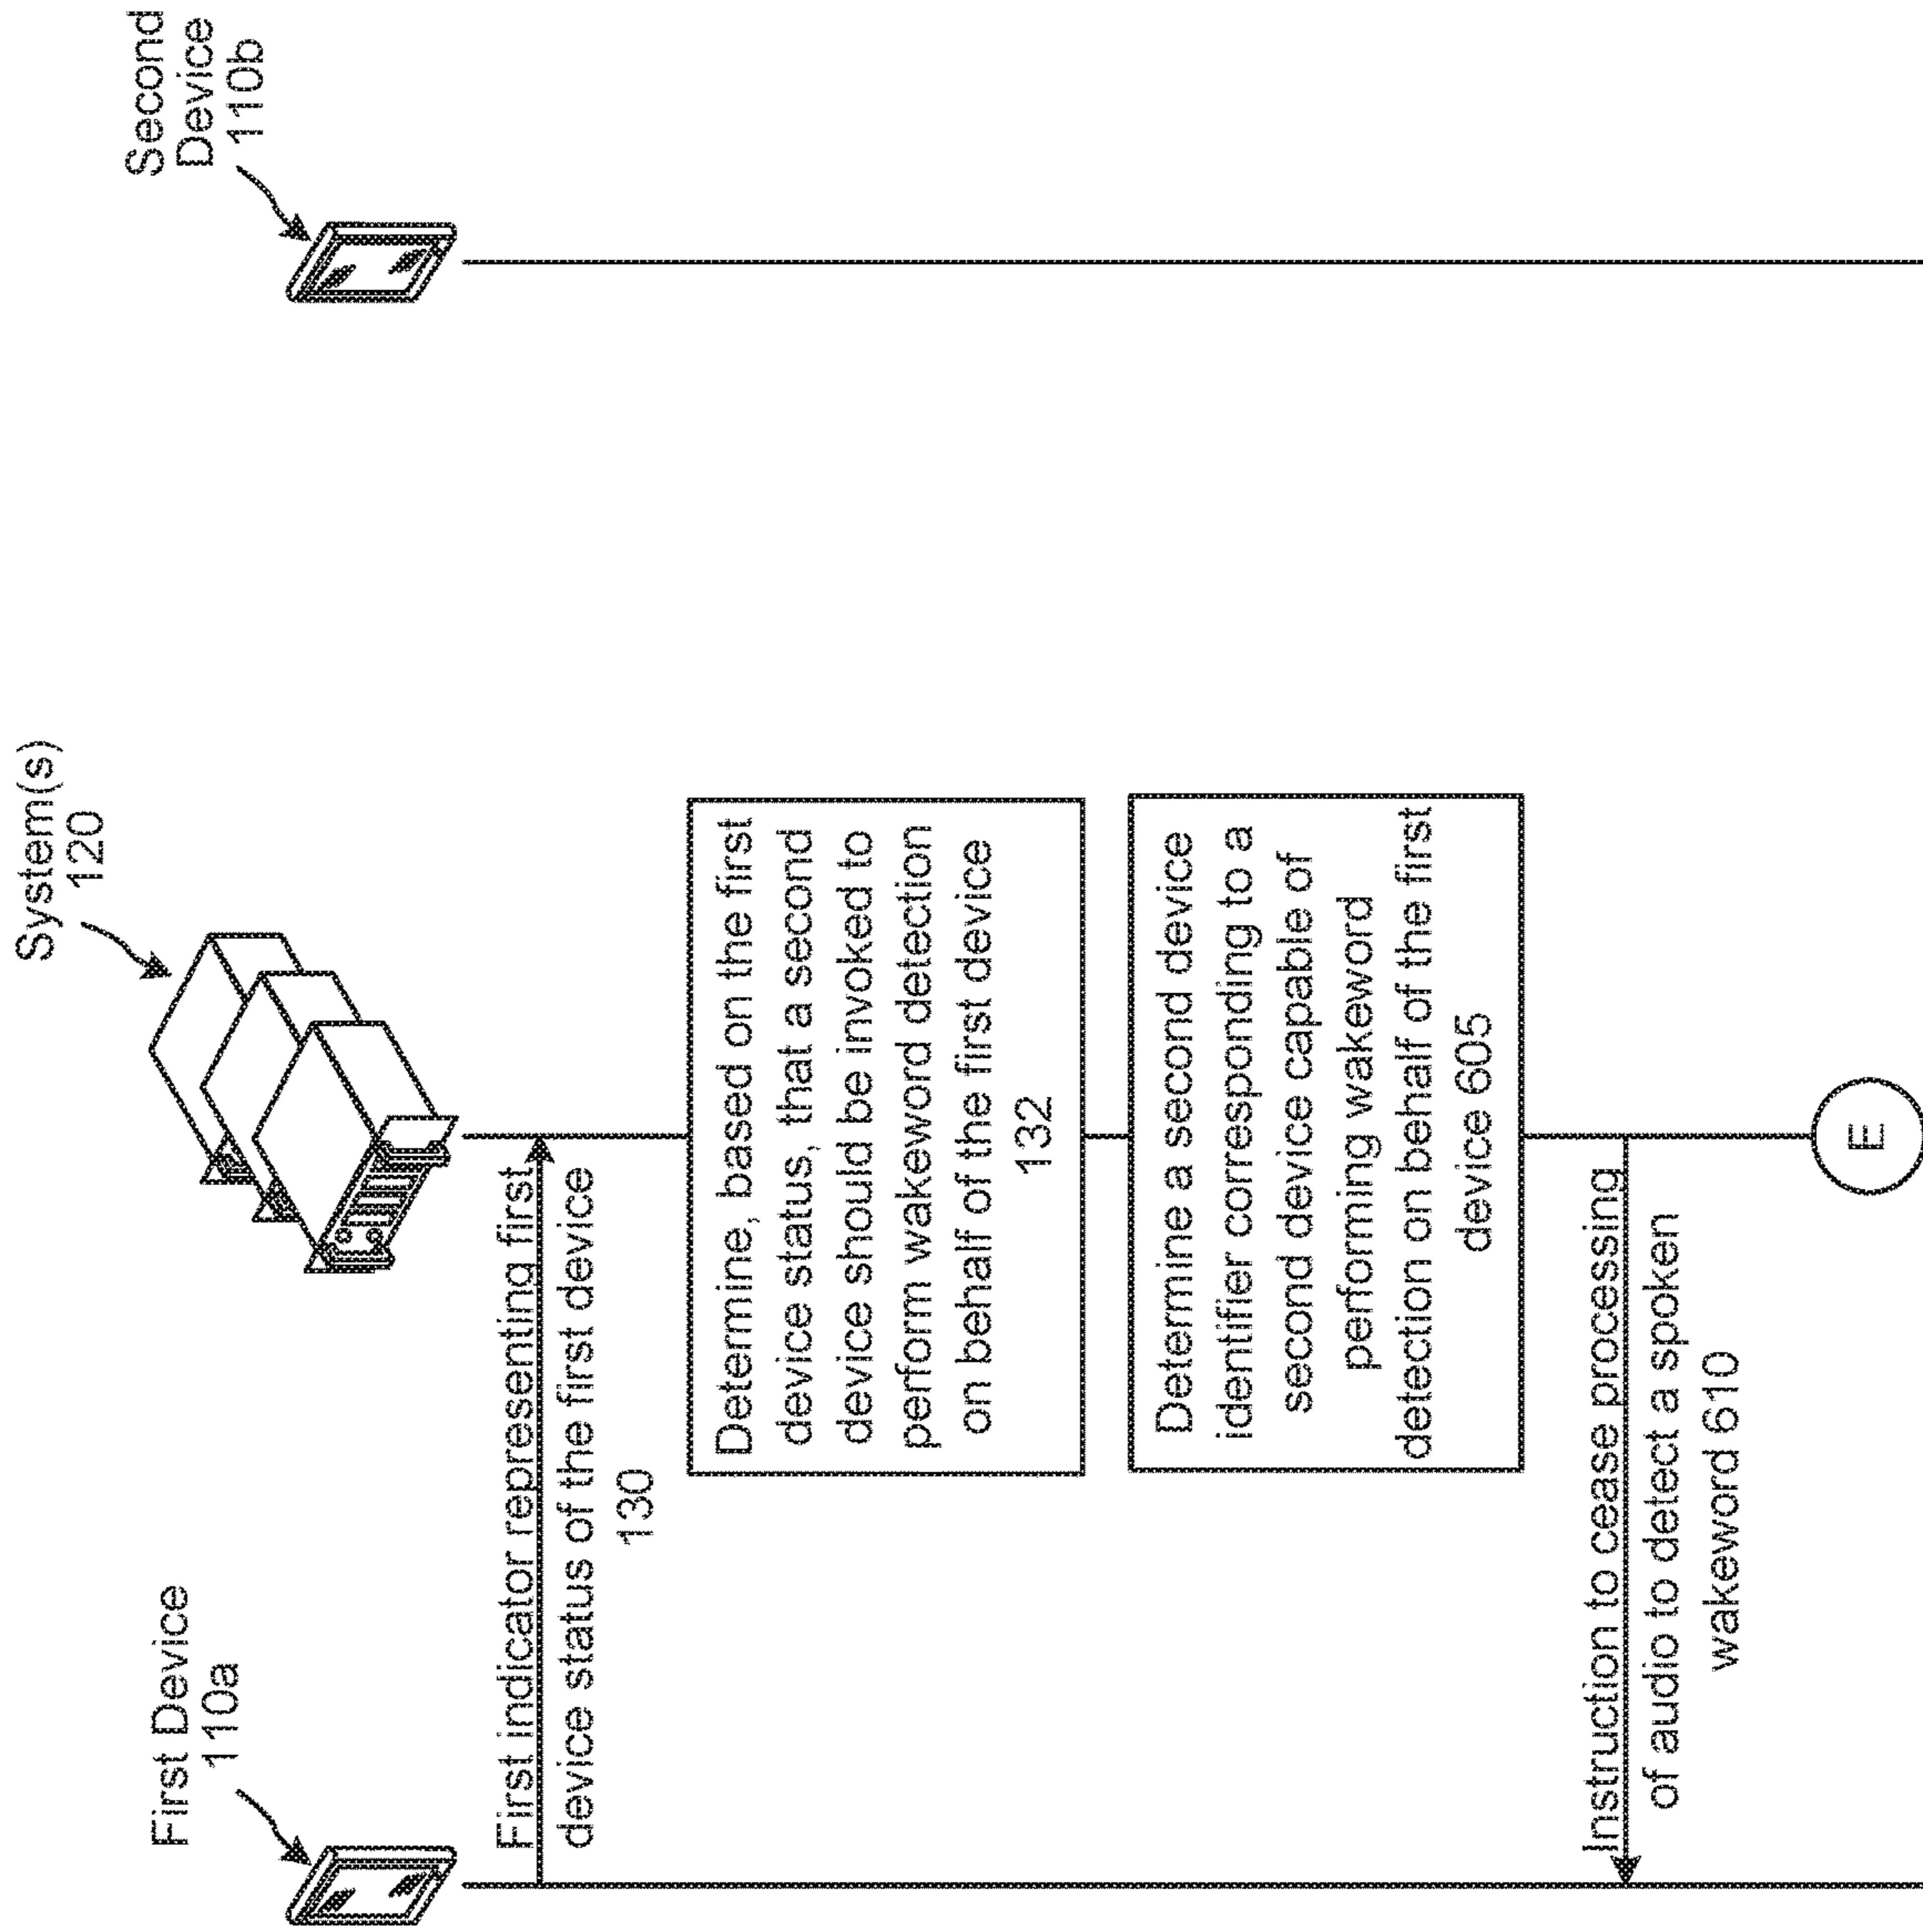 First Device
110a
System(s)
120
Second
Device
110b
First indicator representing first
device status of the first device
130
Determine, based on the first
device status, that a second
device should be invoked to
perform wakeword detection
on behalf of the first device
132
Determine a second device
identifier corresponding to a
second device capable of
performing wakeword
detection on behalf of the first
device 605
Instruction to cease processing
of audio to detect a spoken
wakeword 610
E